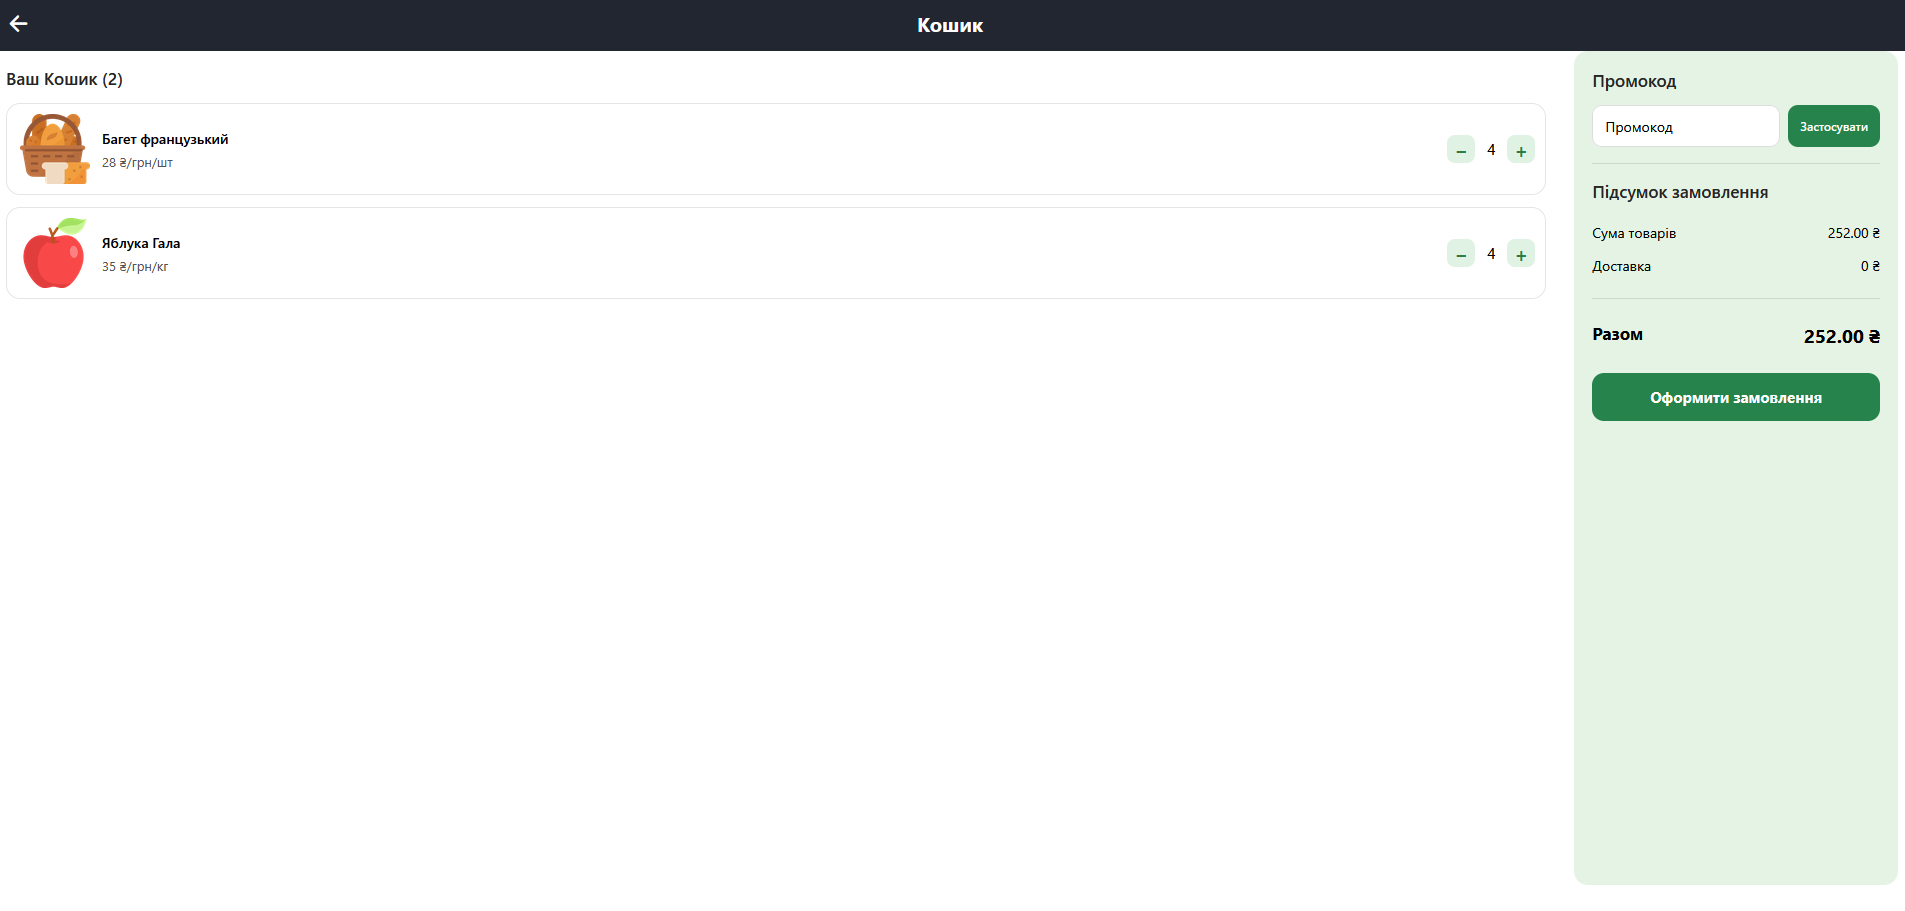 Кошик
Ваш Кошик (2)
Багет французький
28 ₴/грн/шт
− 4 +
Яблука Гала
35 ₴/грн/кг
− 4 +
Промокод
Промокод Застосувати
Підсумок замовлення
Сума товарів 252.00 ₴
Доставка 0 ₴
Разом 252.00 ₴
Оформити замовлення